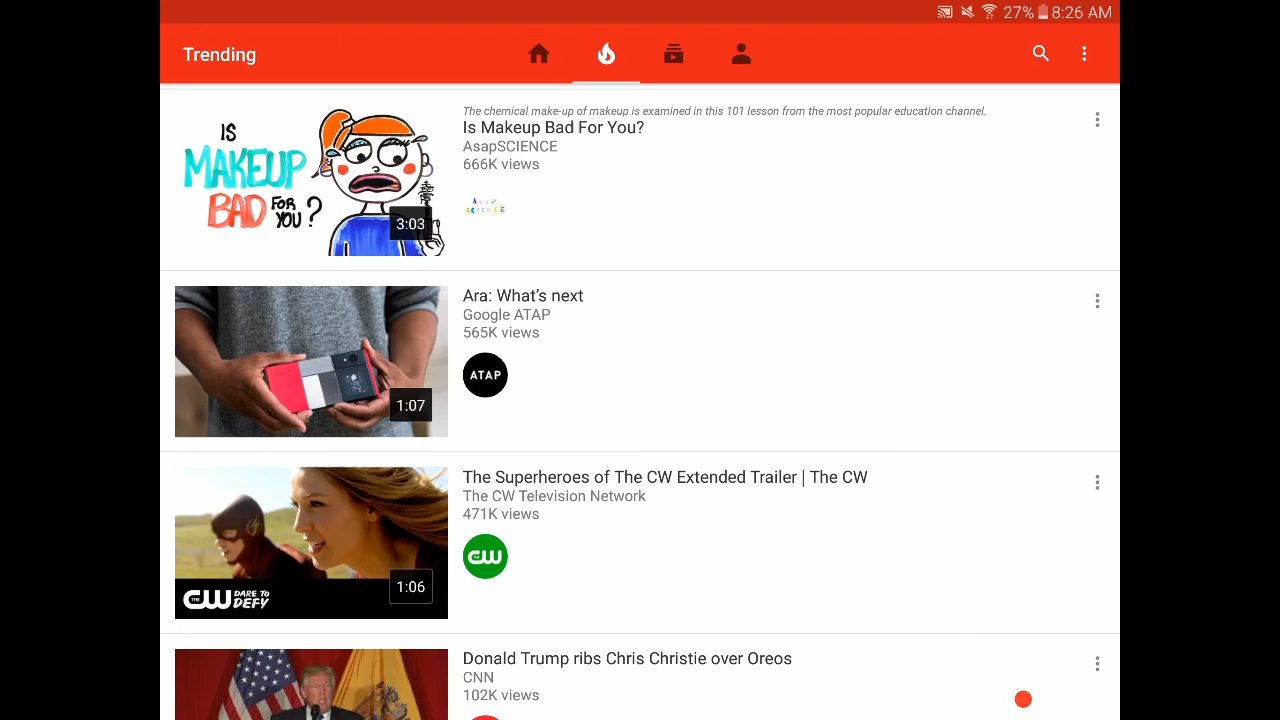 27% 8:26 AM
Trending
IS
MAKEUP
BAD FOR
YOU?
3:03
The chemical make-up of makeup is examined in this 101 lesson from the most popular education channel.
Is Makeup Bad For You?
AsapSCIENCE
666K views
ASAP
SCIENCE
1:07
Ara: What’s next
Google ATAP
565K views
ATAP
THE CW DARE TO
DEFY
1:06
The Superheroes of The CW Extended Trailer | The CW
The CW Television Network
471K views
CW
Donald Trump ribs Chris Christie over Oreos
CNN
102K views